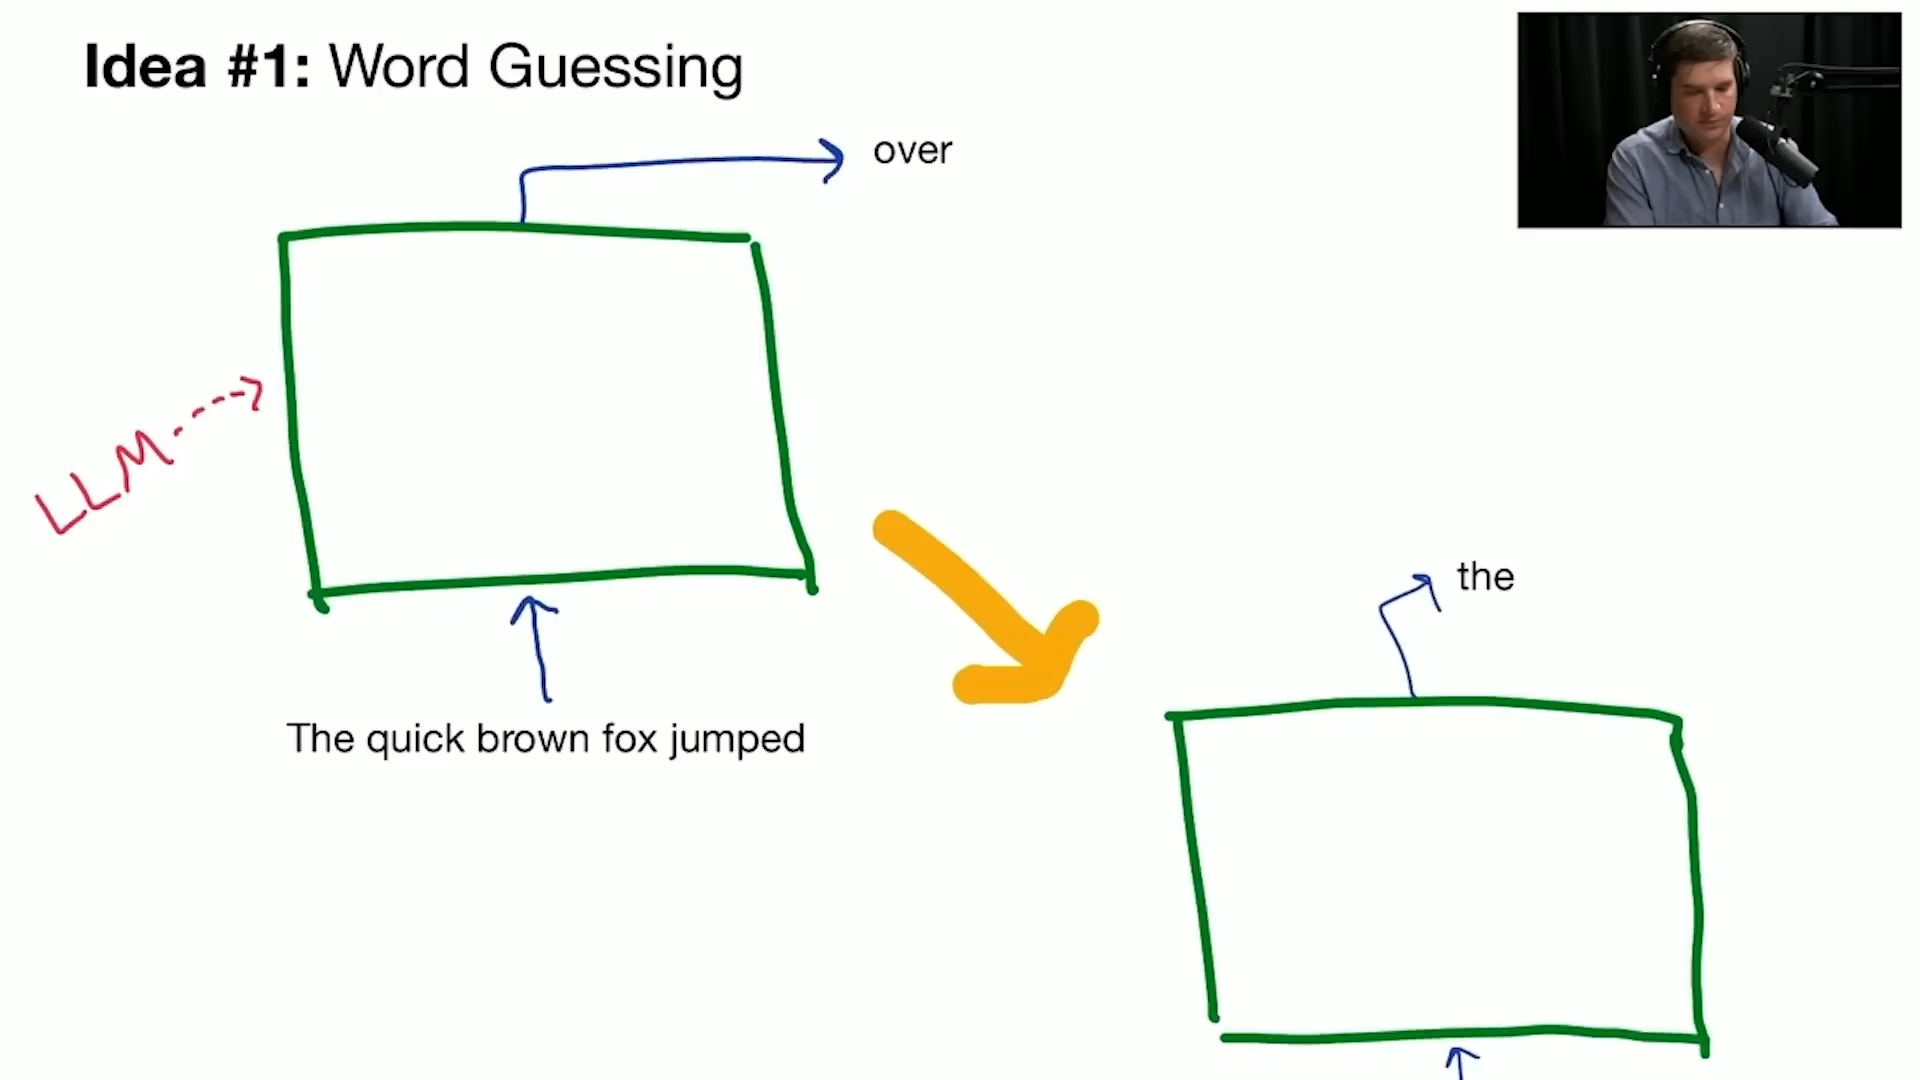 Idea #1: Word Guessing
over
LLM
The quick brown fox jumped
the